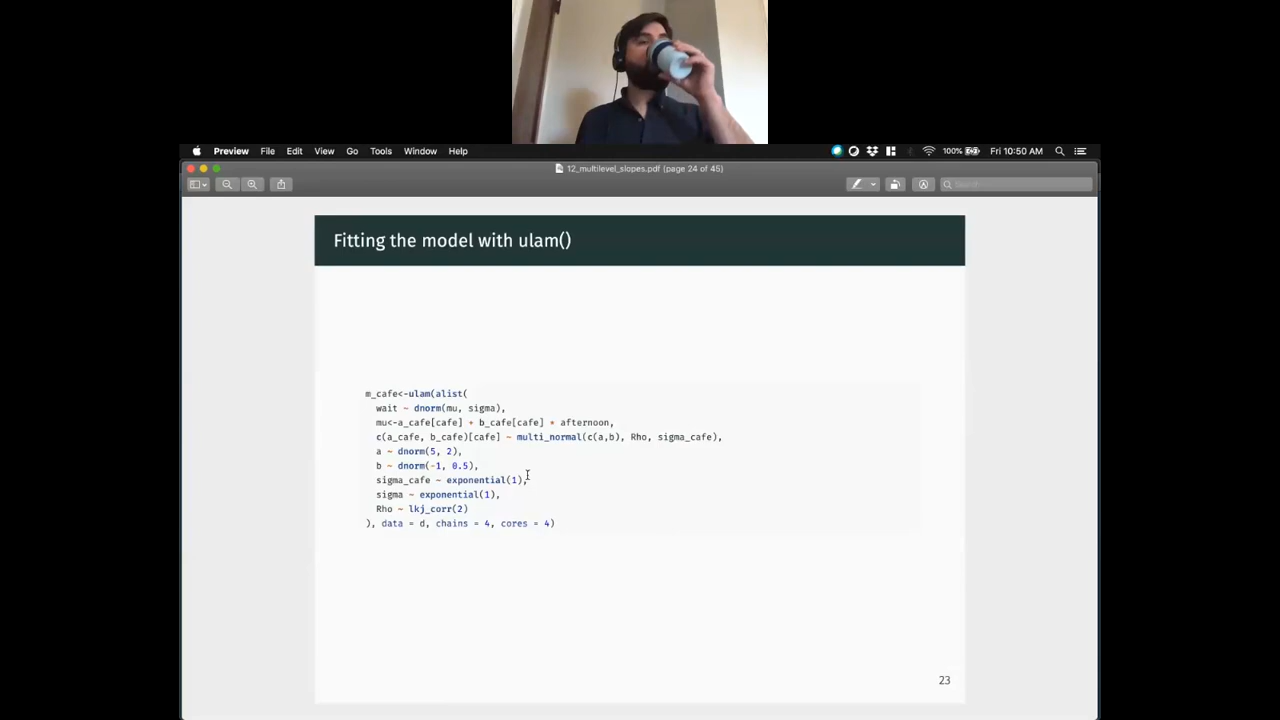 Preview File Edit View Go Tools Window Help 100% Fri 10:50 AM
12_multilevel_slopes.pdf (page 24 of 45)
Search
Fitting the model with ulam()
m_cafe<-ulam(alist(
wait ~ dnorm(mu, sigma),
mu<-a_cafe[cafe] + b_cafe[cafe] * afternoon,
c(a_cafe, b_cafe)[cafe] ~ multi_normal(c(a,b), Rho, sigma_cafe),
a ~ dnorm(5, 2),
b ~ dnorm(-1, 0.5),
sigma_cafe ~ exponential(1),
sigma ~ exponential(1),
Rho ~ lkj_corr(2)
), data = d, chains = 4, cores = 4)
23